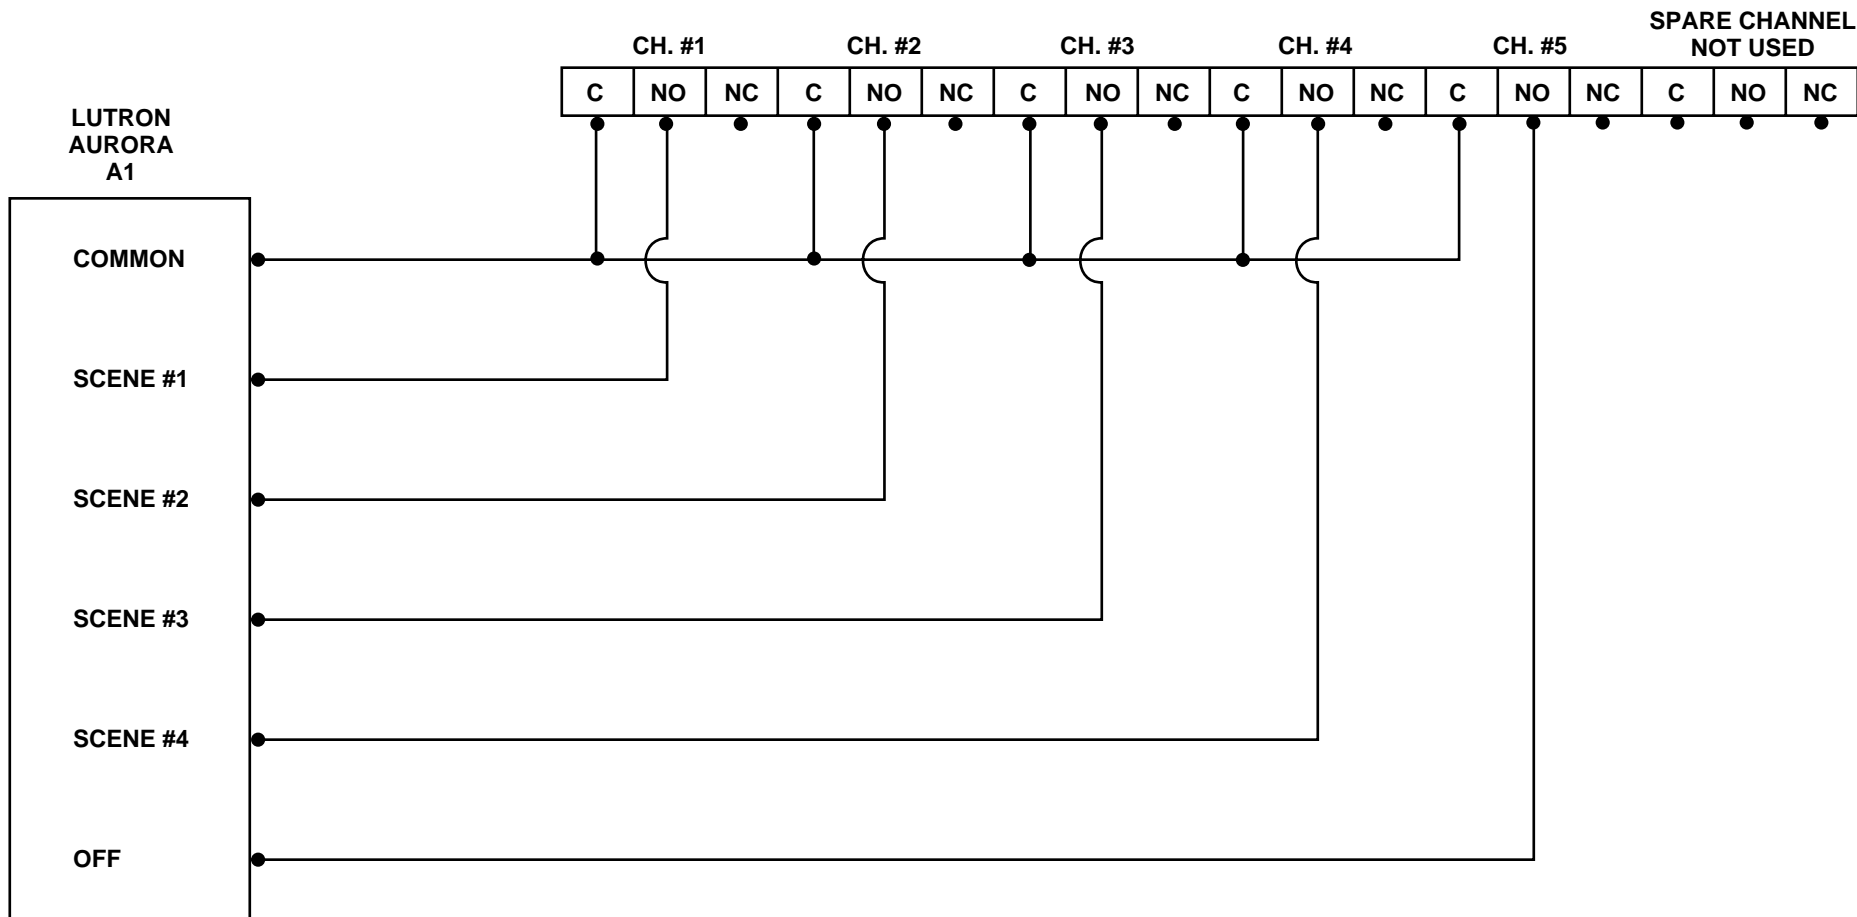 SPARE CHANNEL
CH. #1 CH. #2 CH. #3 CH. #4 CH. #5 NOT USED
C NO NC C NO NC C NO NC C NO NC C NO NC C NO NC
LUTRON
AURORA
A1
COMMON
SCENE #1
SCENE #2
SCENE #3
SCENE #4
OFF